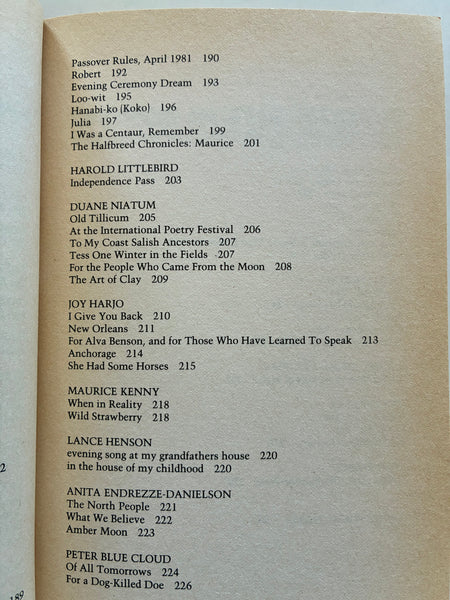 Passover Rules, April 1981 190
Robert 192
Evening Ceremony Dream 193
Loo-wit 195
Hanabi-ko (Koko) 196
Julia 197
I Was a Centaur, Remember 199
The Halfbreed Chronicles: Maurice 201
HAROLD LITTLEBIRD
Independence Pass 203
DUANE NIATUM
Old Tillicum 205
At the International Poetry Festival 206
To My Coast Salish Ancestors 207
Tess One Winter in the Fields 207
For the People Who Came From the Moon 208
The Art of Clay 209
JOY HARJO
I Give You Back 210
New Orleans 211
For Alva Benson, and for Those Who Have Learned To Speak 213
Anchorage 214
She Had Some Horses 215
MAURICE KENNY
When in Reality 218
Wild Strawberry 218
LANCE HENSON
evening song at my grandfathers house 220
in the house of my childhood 220
ANITA ENDREZZE-DANIELSON
The North People 221
What We Believe 222
Amber Moon 223
PETER BLUE CLOUD
Of All Tomorrows 224
For a Dog-Killed Doe 226
2
189